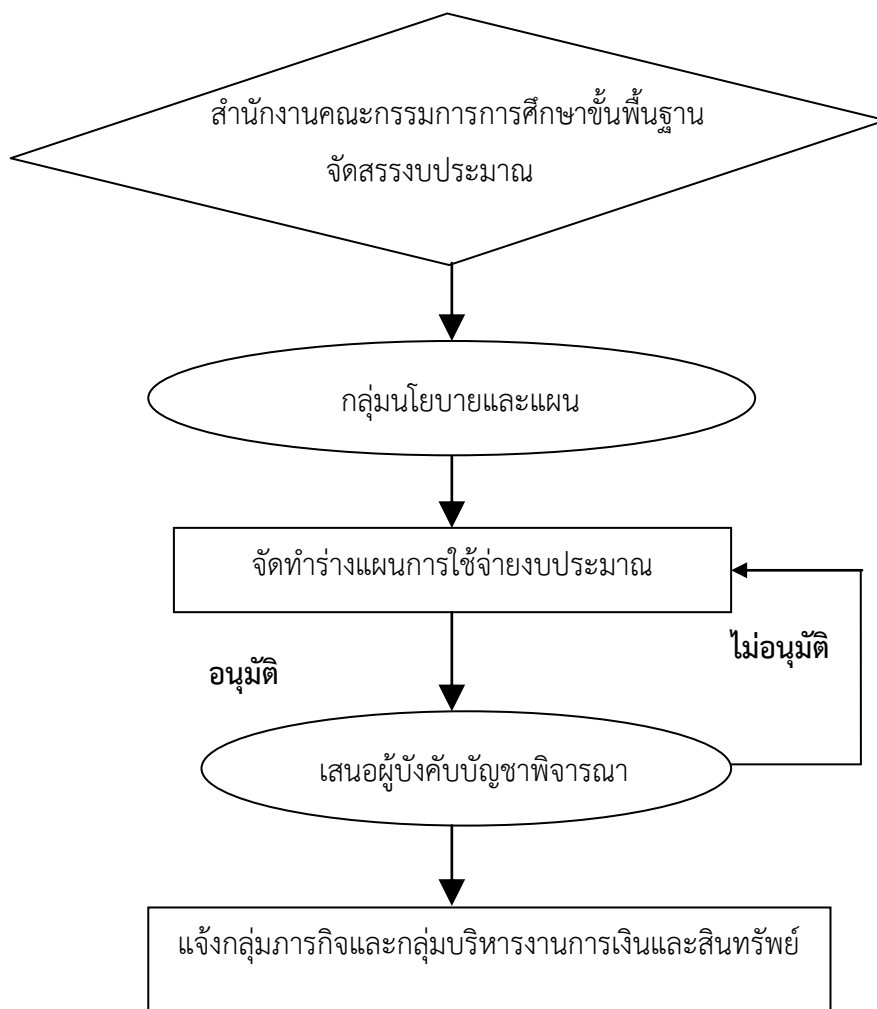 สำนักงานคณะกรรมการการศึกษาขั้นพื้นฐาน
จัดสรรงบประมาณ
กลุ่มนโยบายและแผน
จัดทำร่างแผนการใช้จ่ายงบประมาณ
ไม่อนุมัติ
อนุมัติ
เสนอผู้บังคับบัญชาพิจารณา
แจ้งกลุ่มภารกิจและกลุ่มบริหารงานการเงินและสินทรัพย์